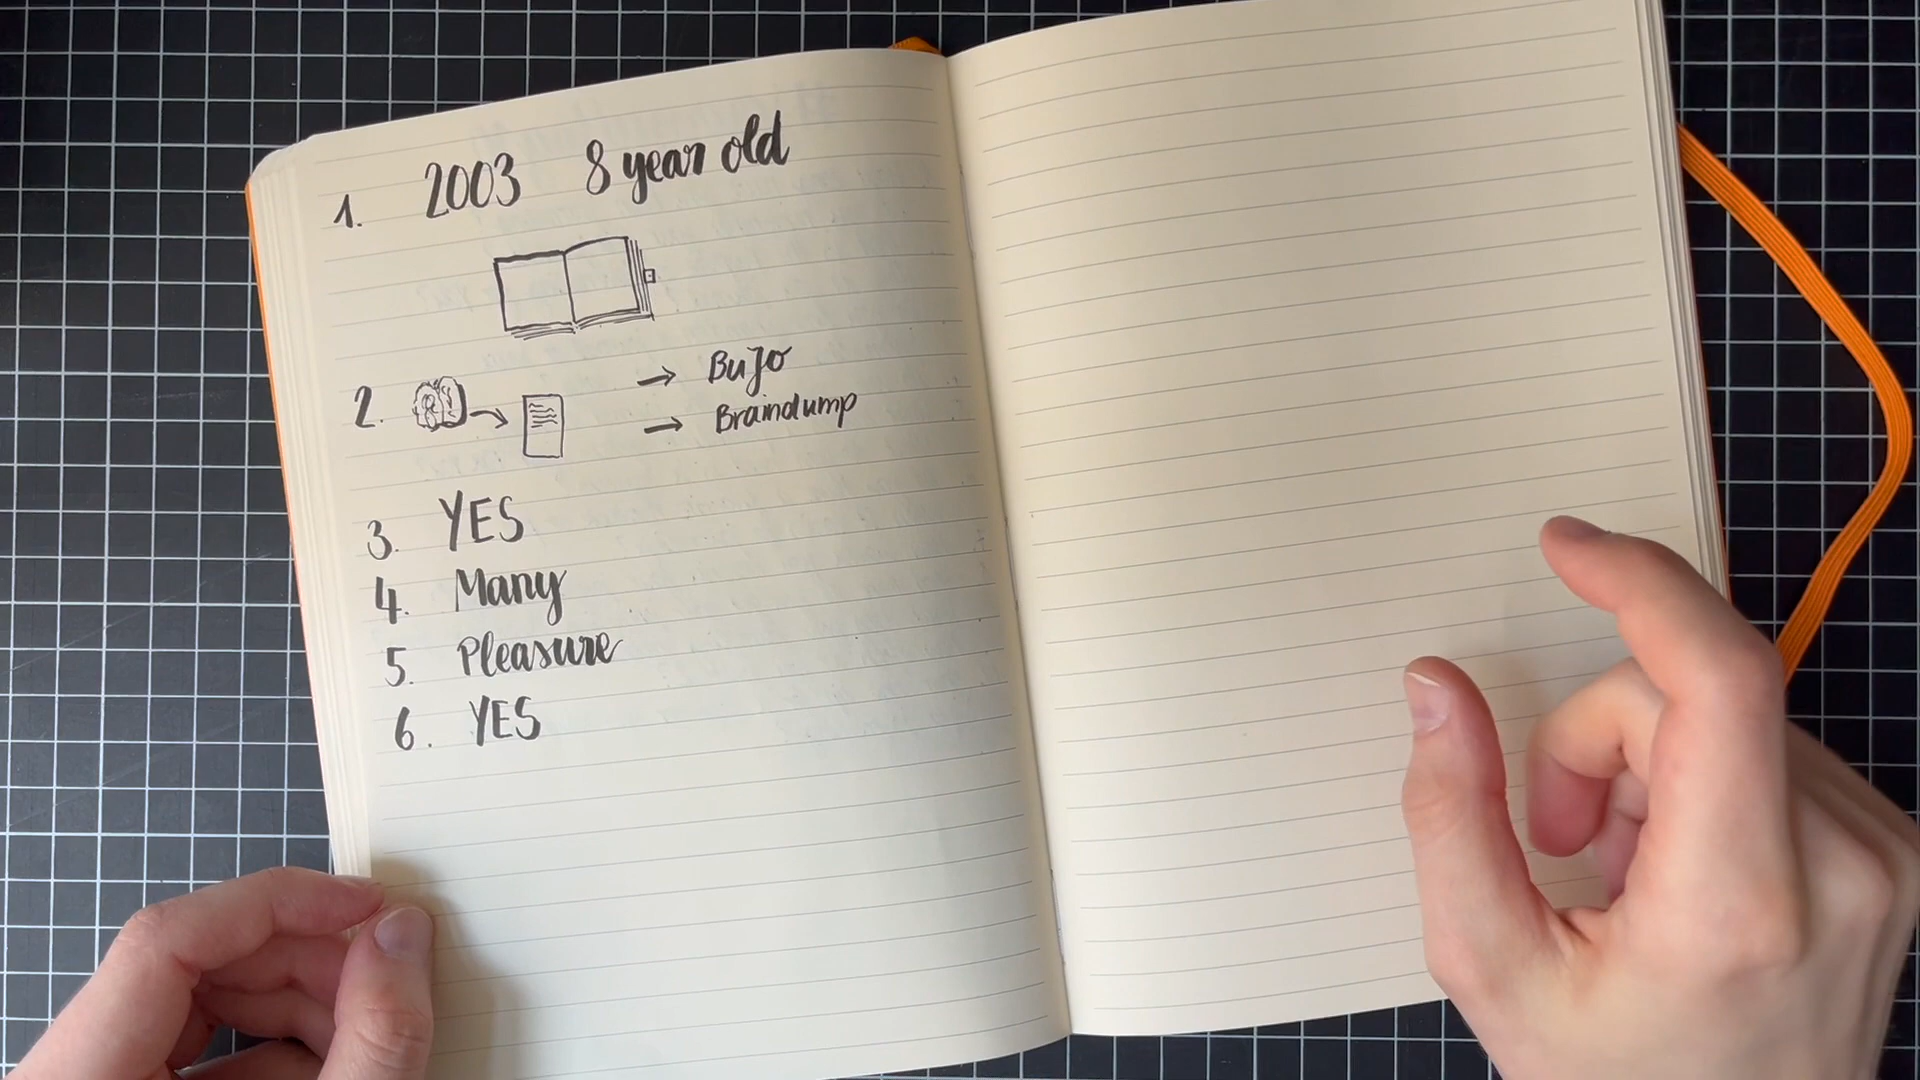 1. 2003 8 year old
2. → BuJo
→ Braindump
3. YES
4. Many
5. Pleasure
6. YES